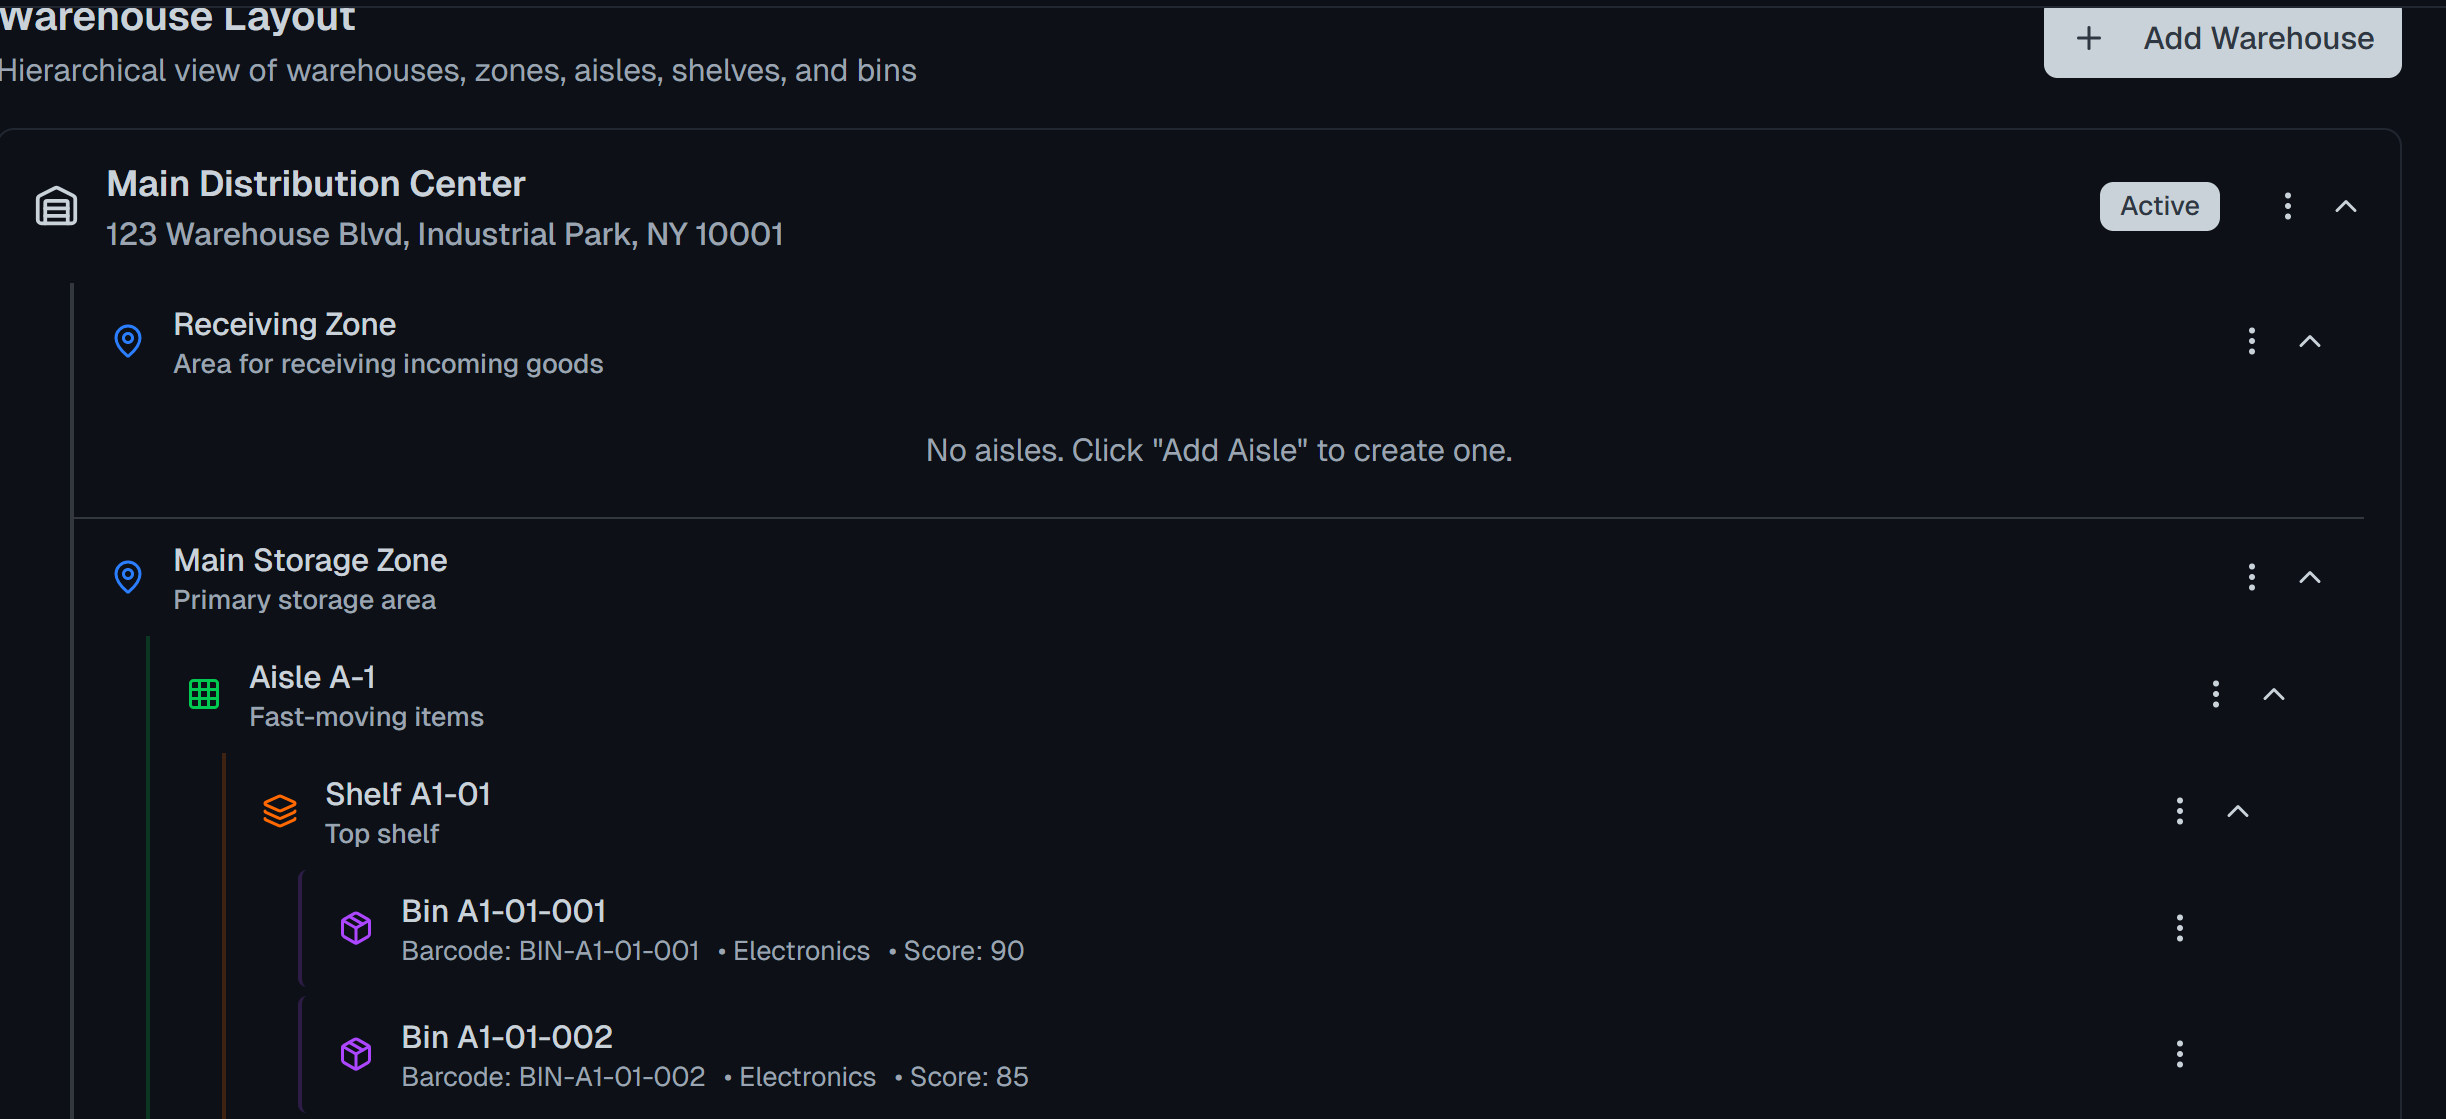 Warehouse Layout
+ Add Warehouse
Hierarchical view of warehouses, zones, aisles, shelves, and bins
Main Distribution Center
123 Warehouse Blvd, Industrial Park, NY 10001
Active
Receiving Zone
Area for receiving incoming goods
No aisles. Click "Add Aisle" to create one.
Main Storage Zone
Primary storage area
Aisle A-1
Fast-moving items
Shelf A1-01
Top shelf
Bin A1-01-001
Barcode: BIN-A1-01-001 • Electronics • Score: 90
Bin A1-01-002
Barcode: BIN-A1-01-002 • Electronics • Score: 85